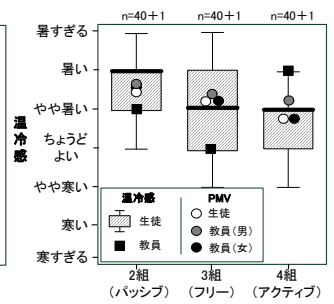 n=40+1 n=40+1 n=40+1
暑すぎる
暑い
やや暑い
ちょうど
よい
やや寒い
寒い
寒すぎる
温冷感
温冷感
生徒
教員
PMV
生徒
教員(男)
教員(女)
2組 3組 4組
(パッシブ) (フリー) (アクティブ)